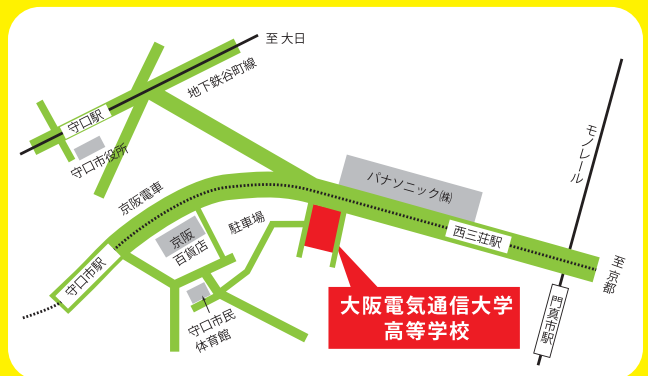 至 大日
地下鉄谷町線
守口駅
守口市役所
京阪電車
パナソニック㈱
モノレール
京阪
百貨店
駐車場
西三荘駅
至 京都
守口市駅
守口市民
体育館
門真市駅
大阪電気通信大学
高等学校